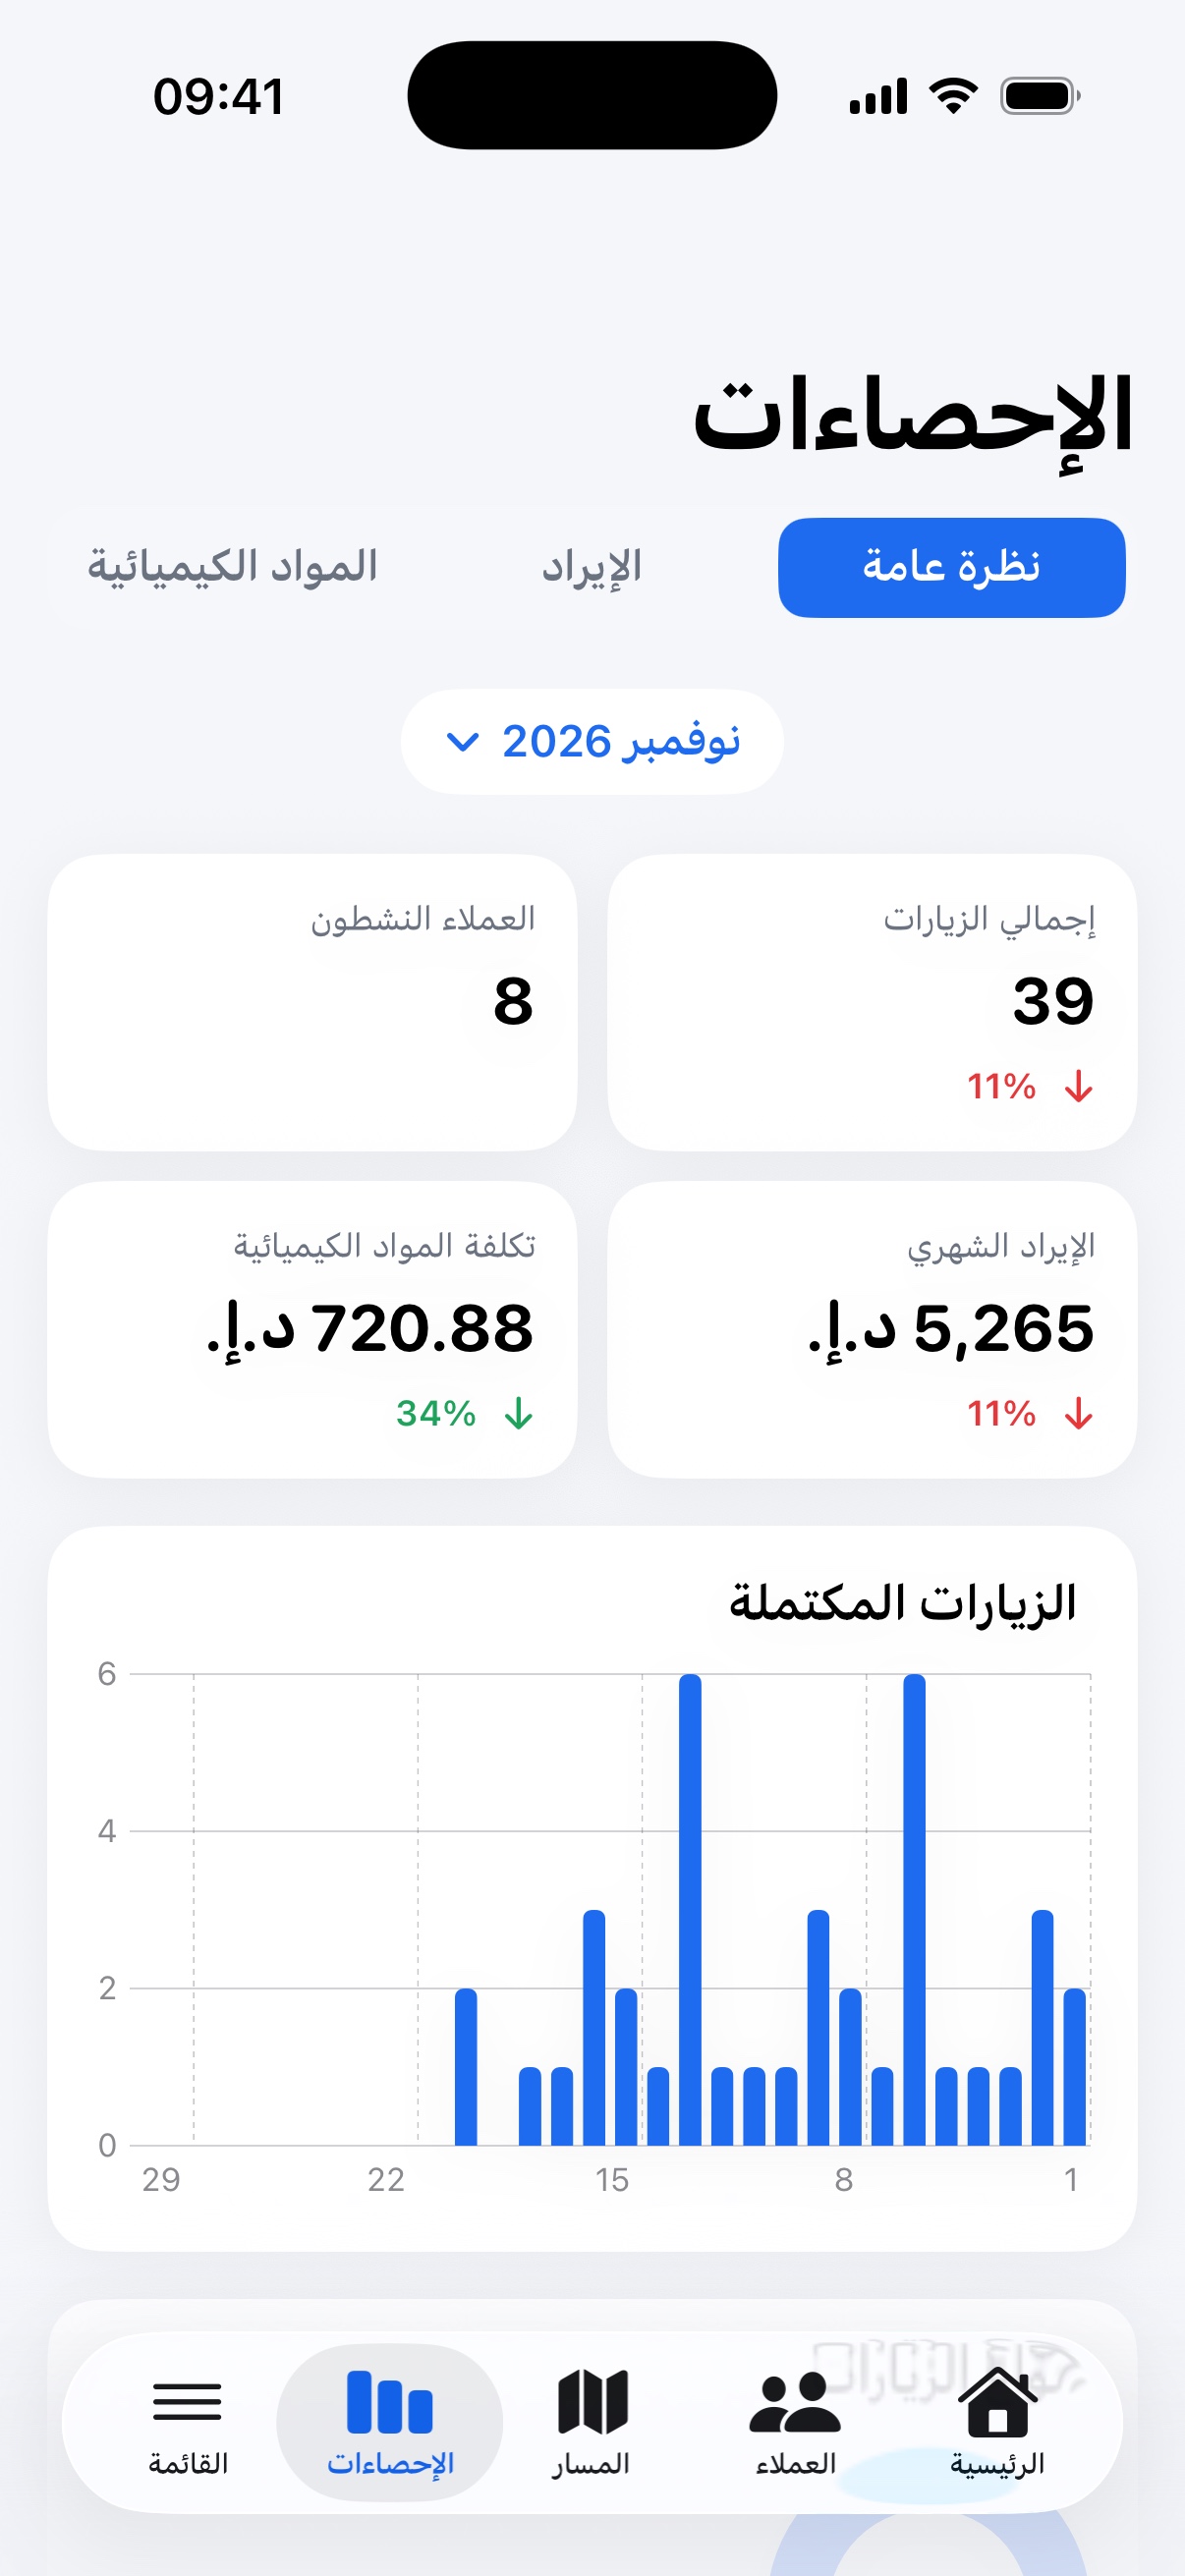 09:41
الإحصاءات
نظرة عامة
الإيراد
المواد الكيميائية
نوفمبر 2026
إجمالي الزيارات
39
11%
العملاء النشطون
8
الإيراد الشهري
5,265 د.إ.
11%
تكلفة المواد الكيميائية
720.88 د.إ.
34%
الزيارات المكتملة
6
4
2
0
1 8 15 22 29
الرئيسية
العملاء
المسار
الإحصاءات
القائمة